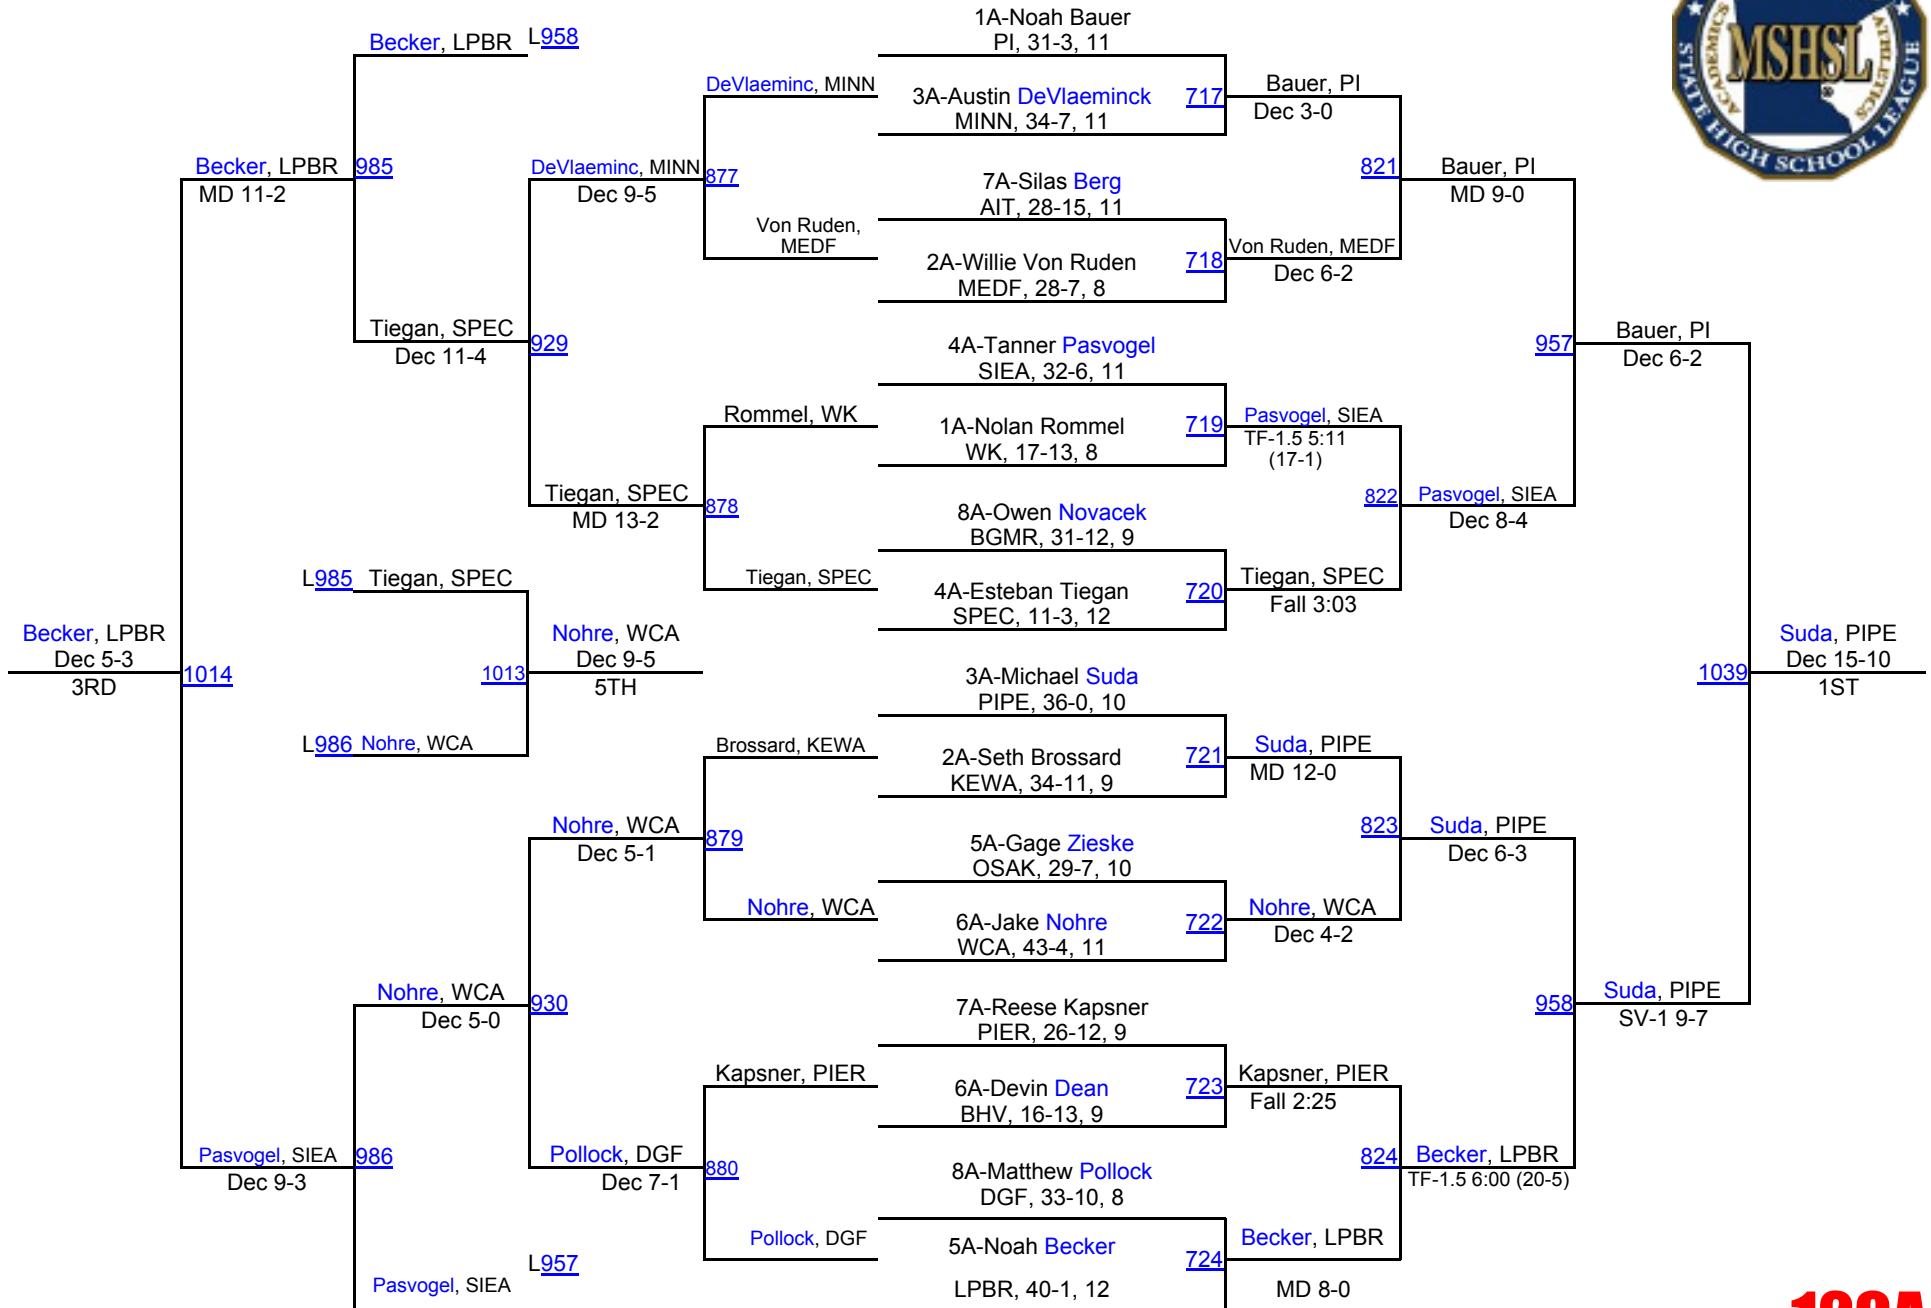 1A-Noah Bauer
PI, 31-3, 11
Becker, LPBR L958
DeVlaeminc, MINN
3A-Austin DeVlaeminck 717
MINN, 34-7, 11
Bauer, PI
Dec 3-0
Becker, LPBR 985
MD 11-2
DeVlaeminc, MINN 877
Dec 9-5
7A-Silas Berg
AIT, 28-15, 11
821 Bauer, PI
MD 9-0
Von Ruden,
MEDF
2A-Willie Von Ruden 718
MEDF, 28-7, 8
Von Ruden, MEDF
Dec 6-2
Tiegan, SPEC 929
Dec 11-4
4A-Tanner Pasvogel
SIEA, 32-6, 11
957 Bauer, PI
Dec 6-2
Rommel, WK
1A-Nolan Rommel 719
WK, 17-13, 8
Pasvogel, SIEA
TF-1.5 5:11
(17-1)
Tiegan, SPEC 878
MD 13-2
8A-Owen Novacek
BGMR, 31-12, 9
822 Pasvogel, SIEA
Dec 8-4
L985 Tiegan, SPEC
Tiegan, SPEC
4A-Esteban Tiegan 720
SPEC, 11-3, 12
Tiegan, SPEC
Fall 3:03
Becker, LPBR
Dec 5-3
3RD
1014
1013
Nohre, WCA
Dec 9-5
5TH
3A-Michael Suda
PIPE, 36-0, 10
1039
Suda, PIPE
Dec 15-10
1ST
L986 Nohre, WCA
Brossard, KEWA
2A-Seth Brossard 721
KEWA, 34-11, 9
Suda, PIPE
MD 12-0
Nohre, WCA 879
Dec 5-1
5A-Gage Zieske
OSAK, 29-7, 10
823 Suda, PIPE
Dec 6-3
Nohre, WCA
6A-Jake Nohre 722
WCA, 43-4, 11
Nohre, WCA
Dec 4-2
Nohre, WCA 930
Dec 5-0
7A-Reese Kapsner
PIER, 26-12, 9
958 Suda, PIPE
SV-1 9-7
Kapsner, PIER
6A-Devin Dean 723
BHV, 16-13, 9
Kapsner, PIER
Fall 2:25
Pasvogel, SIEA 986
Dec 9-3
Pollock, DGF 880
Dec 7-1
8A-Matthew Pollock
DGF, 33-10, 8
824 Becker, LPBR
TF-1.5 6:00 (20-5)
Pollock, DGF
5A-Noah Becker 724
LPBR, 40-1, 12
Becker, LPBR
MD 8-0
L957
Pasvogel, SIEA
ACADEMICS
MSHSL
®
ATHLETICS
STATE HIGH SCHOOL LEAGUE